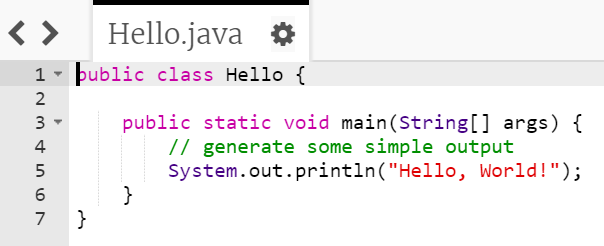 Hello.java
1 public class Hello {
2
3     public static void main(String[] args) {
4         // generate some simple output
5         System.out.println("Hello, World!");
6     }
7 }